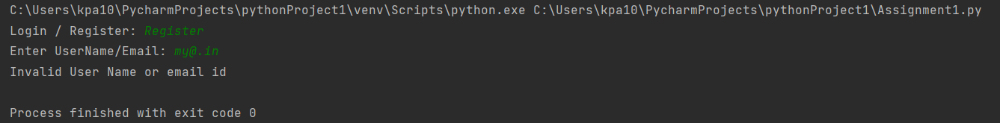 C:\Users\kpa10\PycharmProjects\pythonProject1\venv\Scripts\python.exe C:\Users\kpa10\PycharmProjects\pythonProject1\Assignment1.py
Login / Register: Register
Enter UserName/Email: my@.in
Invalid User Name or email id
Process finished with exit code 0